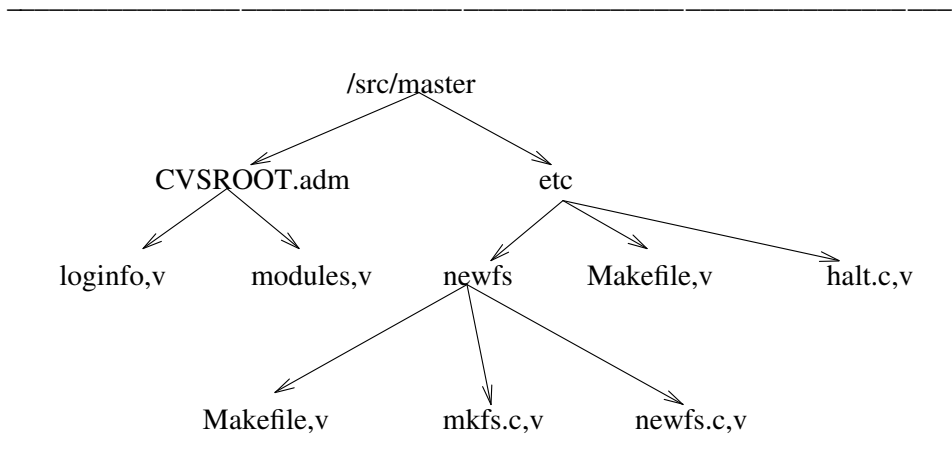 /src/master
CVSROOT.adm etc
loginfo,v modules,v newfs Makefile,v halt.c,v
Makefile,v mkfs.c,v newfs.c,v